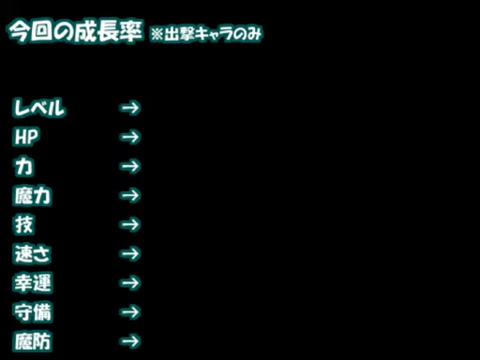 今回の成長率 ※出撃キャラのみ
レベル →
HP →
力 →
魔力 →
技 →
速さ →
幸運 →
守備 →
魔防 →